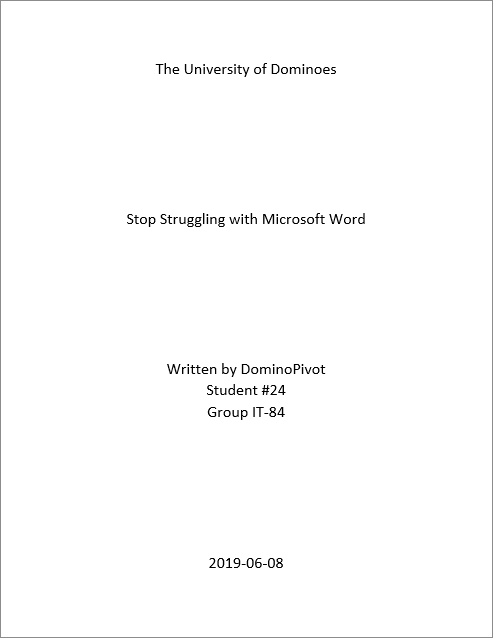 The University of Dominoes
Stop Struggling with Microsoft Word
Written by DominoPivot
Student #24
Group IT-84
2019-06-08